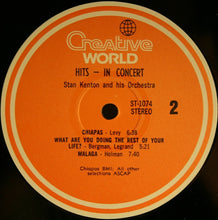 Creative
WORLD
HITS - IN CONCERT
Stan Kenton and his Orchestra
ST-1074
STEREO
2
CHIAPAS - Levy 5:38
WHAT ARE YOU DOING THE REST OF YOUR
LIFE? - Bergman, Legrand 5:21
MALAGA - Holman 7:40
Chiapas BMI; All other
selections ASCAP